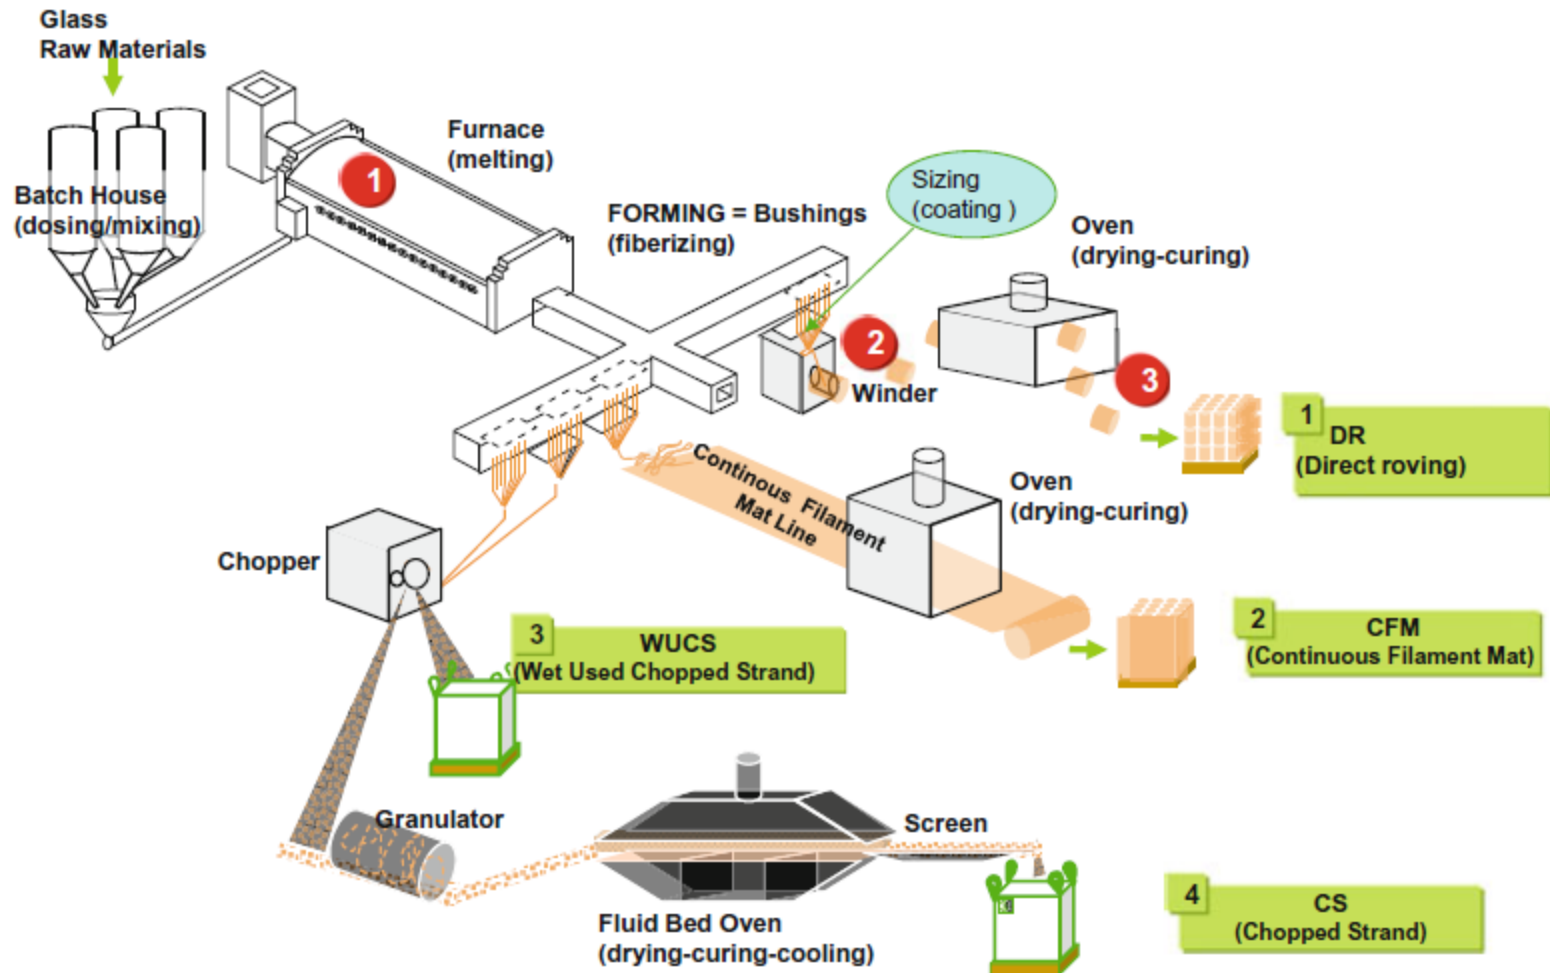 Glass
Raw Materials
Batch House
(dosing/mixing)
Furnace
(melting)
1
FORMING = Bushings
(fiberizing)
Sizing
(coating )
Oven
(drying-curing)
2
Winder
3
1
DR
(Direct roving)
Continous Filament
Mat Line
Oven
(drying-curing)
2
CFM
(Continuous Filament Mat)
Chopper
3
WUCS
(Wet Used Chopped Strand)
Granulator
Screen
Fluid Bed Oven
(drying-curing-cooling)
4
CS
(Chopped Strand)